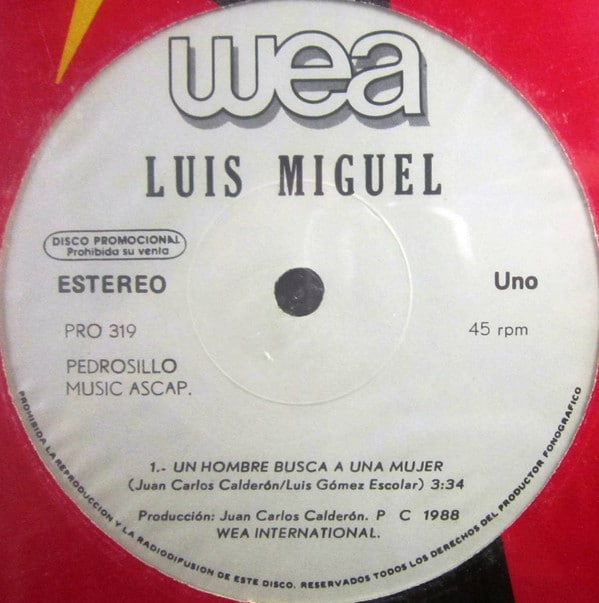 wea
LUIS MIGUEL
DISCO PROMOCIONAL
Prohibida su venta
ESTEREO
Uno
PRO 319
45 rpm
PEDROSILLO
MUSIC ASCAP.
1.- UN HOMBRE BUSCA A UNA MUJER
(Juan Carlos Calderón/Luis Gómez Escolar) 3:34
Producción: Juan Carlos Calderón. P C 1988
WEA INTERNATIONAL.
PROHIBIDA LA REPRODUCCION Y LA RADIODIFUSION DE ESTE DISCO. RESERVADOS TODOS LOS DERECHOS DEL PRODUCTOR FONOGRAFICO